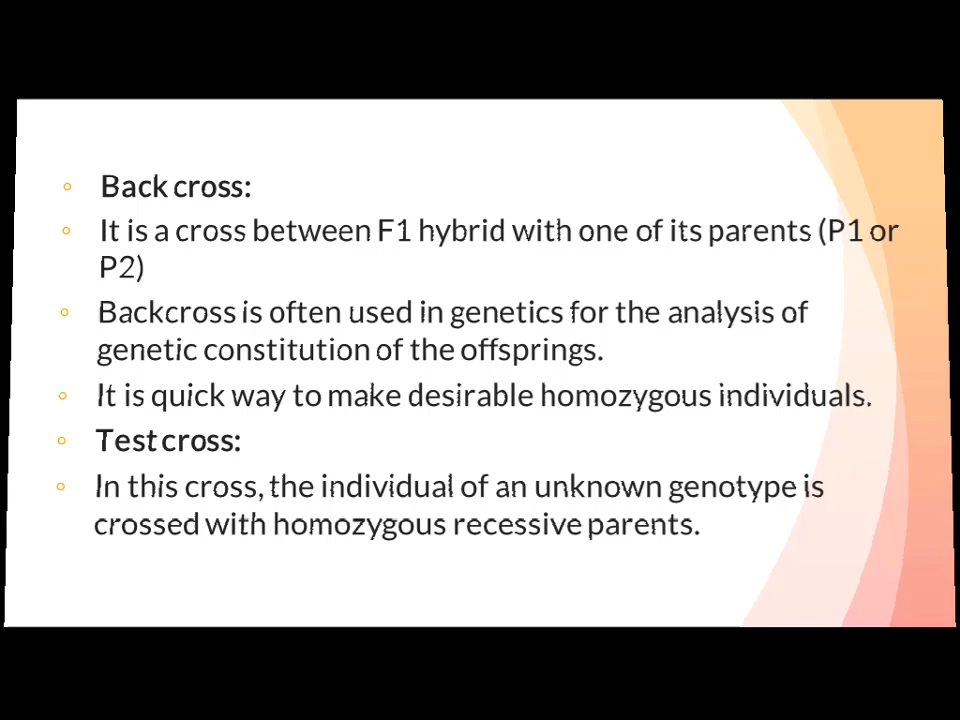 Back cross:
It is a cross between F1 hybrid with one of its parents (P1 or
P2)
Backcross is often used in genetics for the analysis of
genetic constitution of the offsprings.
It is quick way to make desirable homozygous individuals.
Test cross:
In this cross, the individual of an unknown genotype is
crossed with homozygous recessive parents.